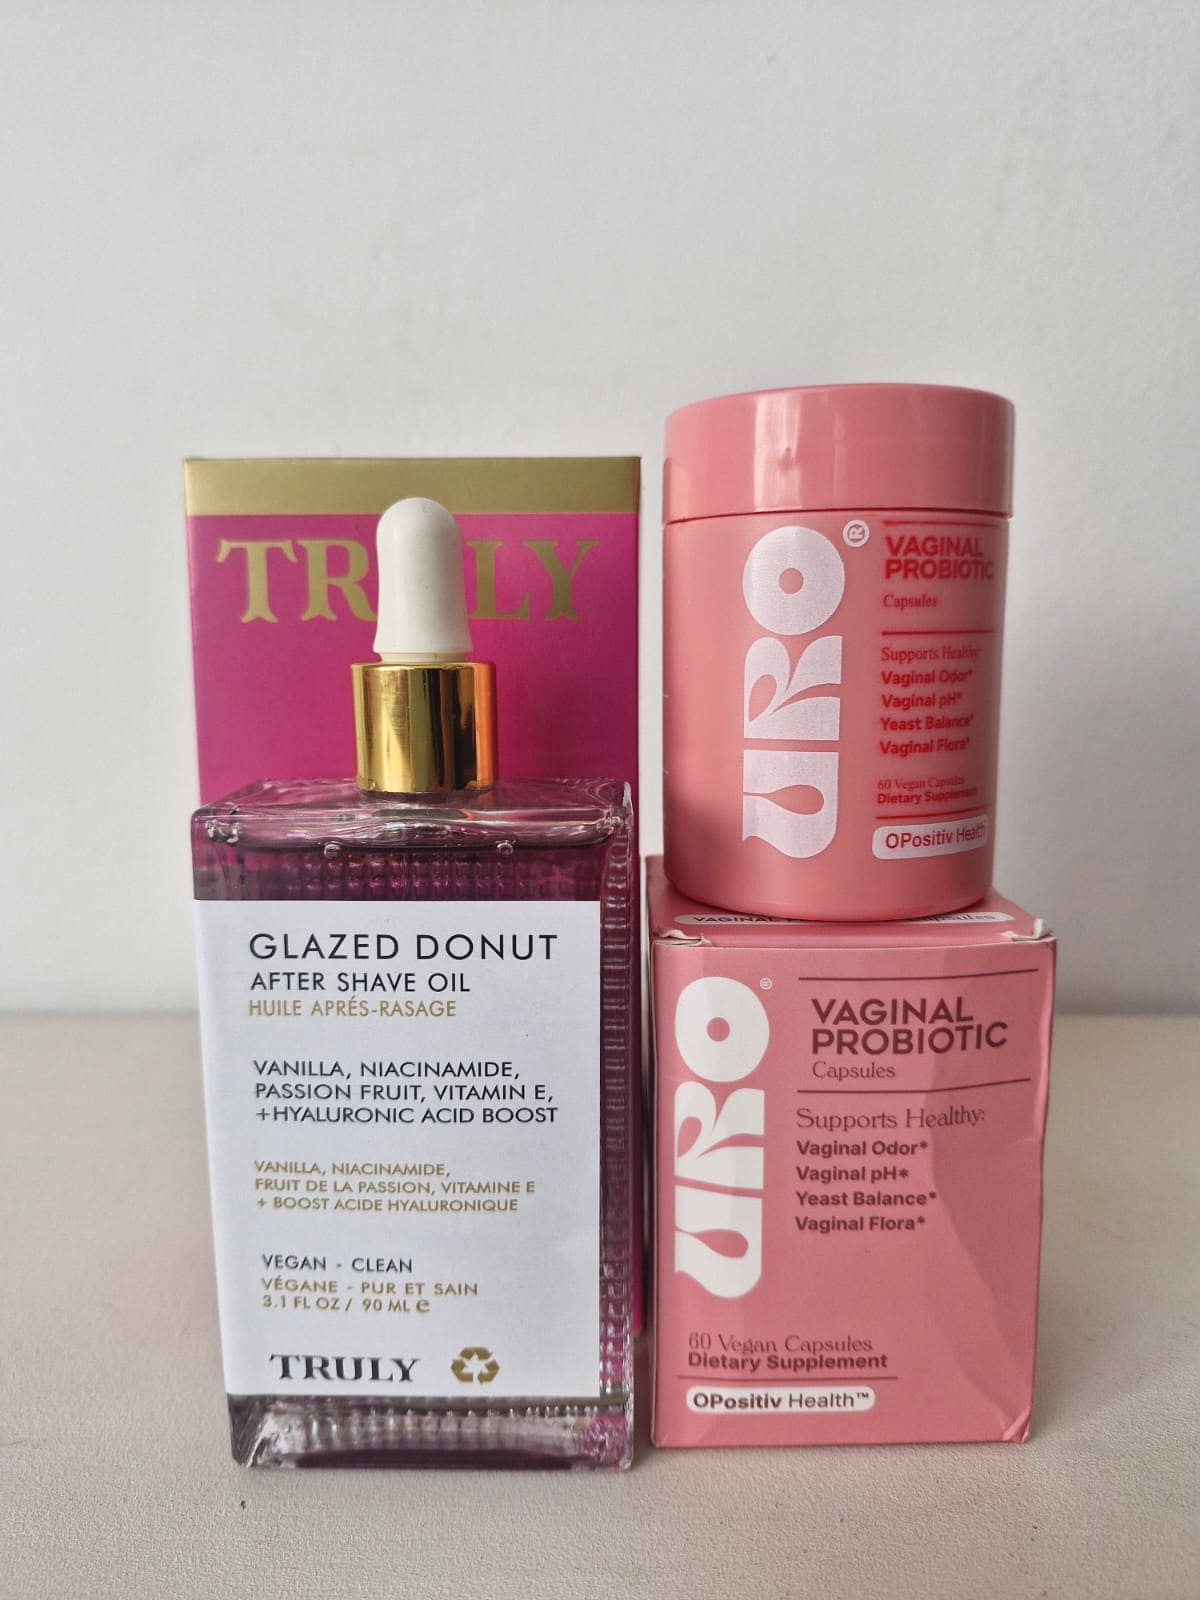 TRULY
GLAZED DONUT
AFTER SHAVE OIL
HUILE APRÉS-RASAGE
VANILLA, NIACINAMIDE,
PASSION FRUIT, VITAMIN E,
+HYALURONIC ACID BOOST
VANILLA, NIACINAMIDE,
FRUIT DE LA PASSION, VITAMINE E
+ BOOST ACIDE HYALURONIQUE
VEGAN - CLEAN
VÉGANE - PUR ET SAIN
3.1 FL OZ / 90 ML e
TRULY
URO®
VAGINAL
PROBIOTIC
Capsules
Supports Healthy:
Vaginal Odor*
Vaginal pH*
Yeast Balance*
Vaginal Flora*
60 Vegan Capsules
Dietary Supplement
OPositiv Health
VAGINAL Capsules
URO®
VAGINAL
PROBIOTIC
Capsules
Supports Healthy:
Vaginal Odor*
Vaginal pH*
Yeast Balance*
Vaginal Flora*
60 Vegan Capsules
Dietary Supplement
OPositiv Health™